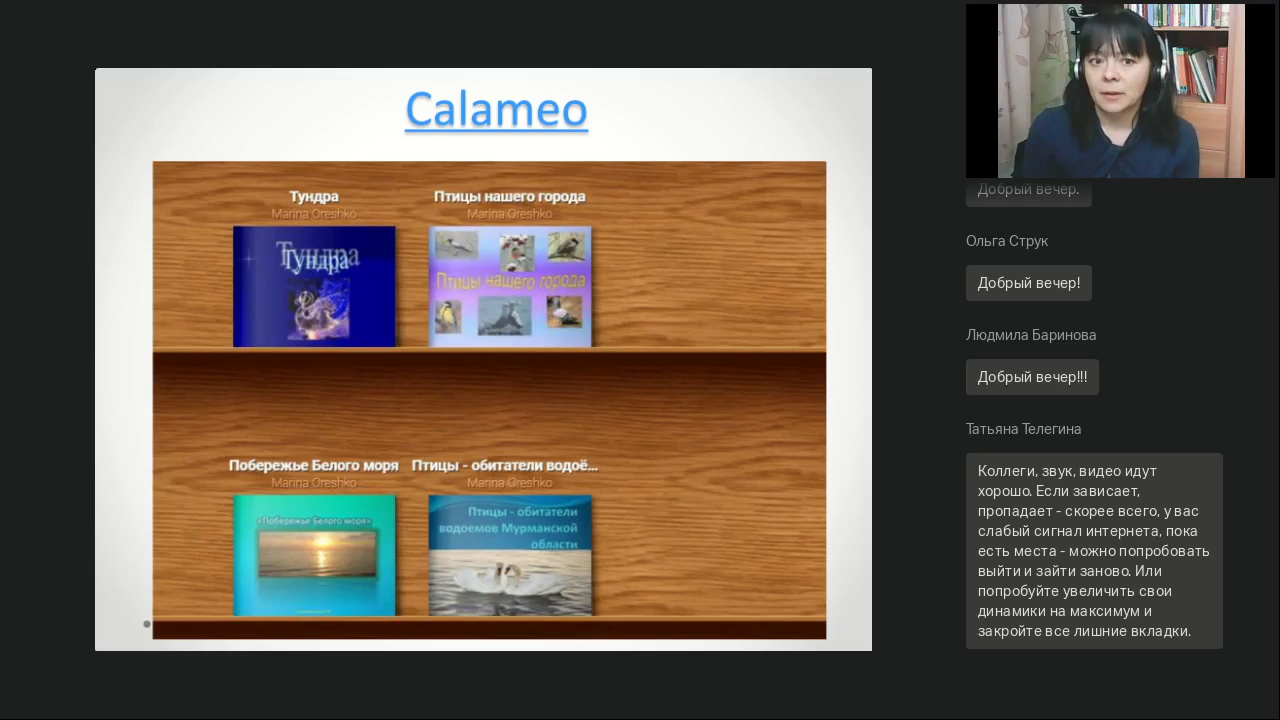 Calameo
Тундра
Marina Oreshko
Птицы нашего города
Marina Oreshko
Тундра
Птицы нашего города
Побережье Белого моря
Marina Oreshko
Птицы - обитатели водоё...
Marina Oreshko
«Побережье Белого моря»
Птицы - обитатели
водоемов Мурманской
области
Добрый вечер.
Ольга Струк
Добрый вечер!
Людмила Баринова
Добрый вечер!!!
Татьяна Телегина
Коллеги, звук, видео идут
хорошо. Если зависает,
пропадает - скорее всего, у вас
слабый сигнал интернета, пока
есть места - можно попробовать
выйти и зайти заново. Или
попробуйте увеличить свои
динамики на максимум и
закройте все лишние вкладки.